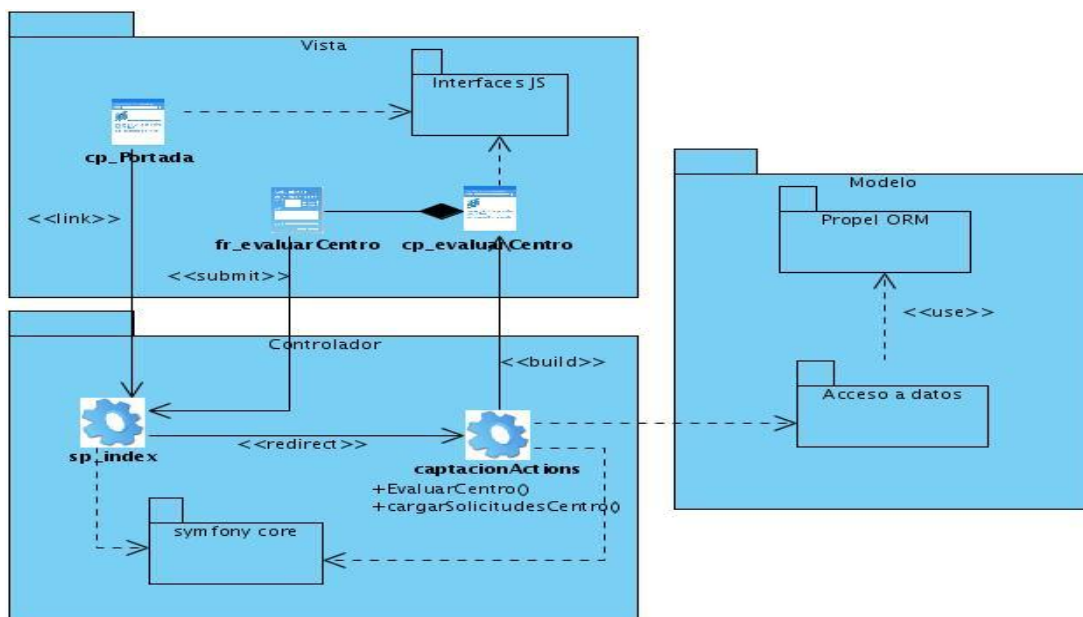 Vista
Interfaces JS
cp_Portada
<<link>>
fr_evaluarCentro
cp_evaluarCentro
<<submit>>
Modelo
Propel ORM
<<use>>
Acceso a datos
Controlador
<<build>>
sp_index
<<redirect>>
captacionActions
+EvaluarCentro()
+cargarSolicitudesCentro()
symfony core